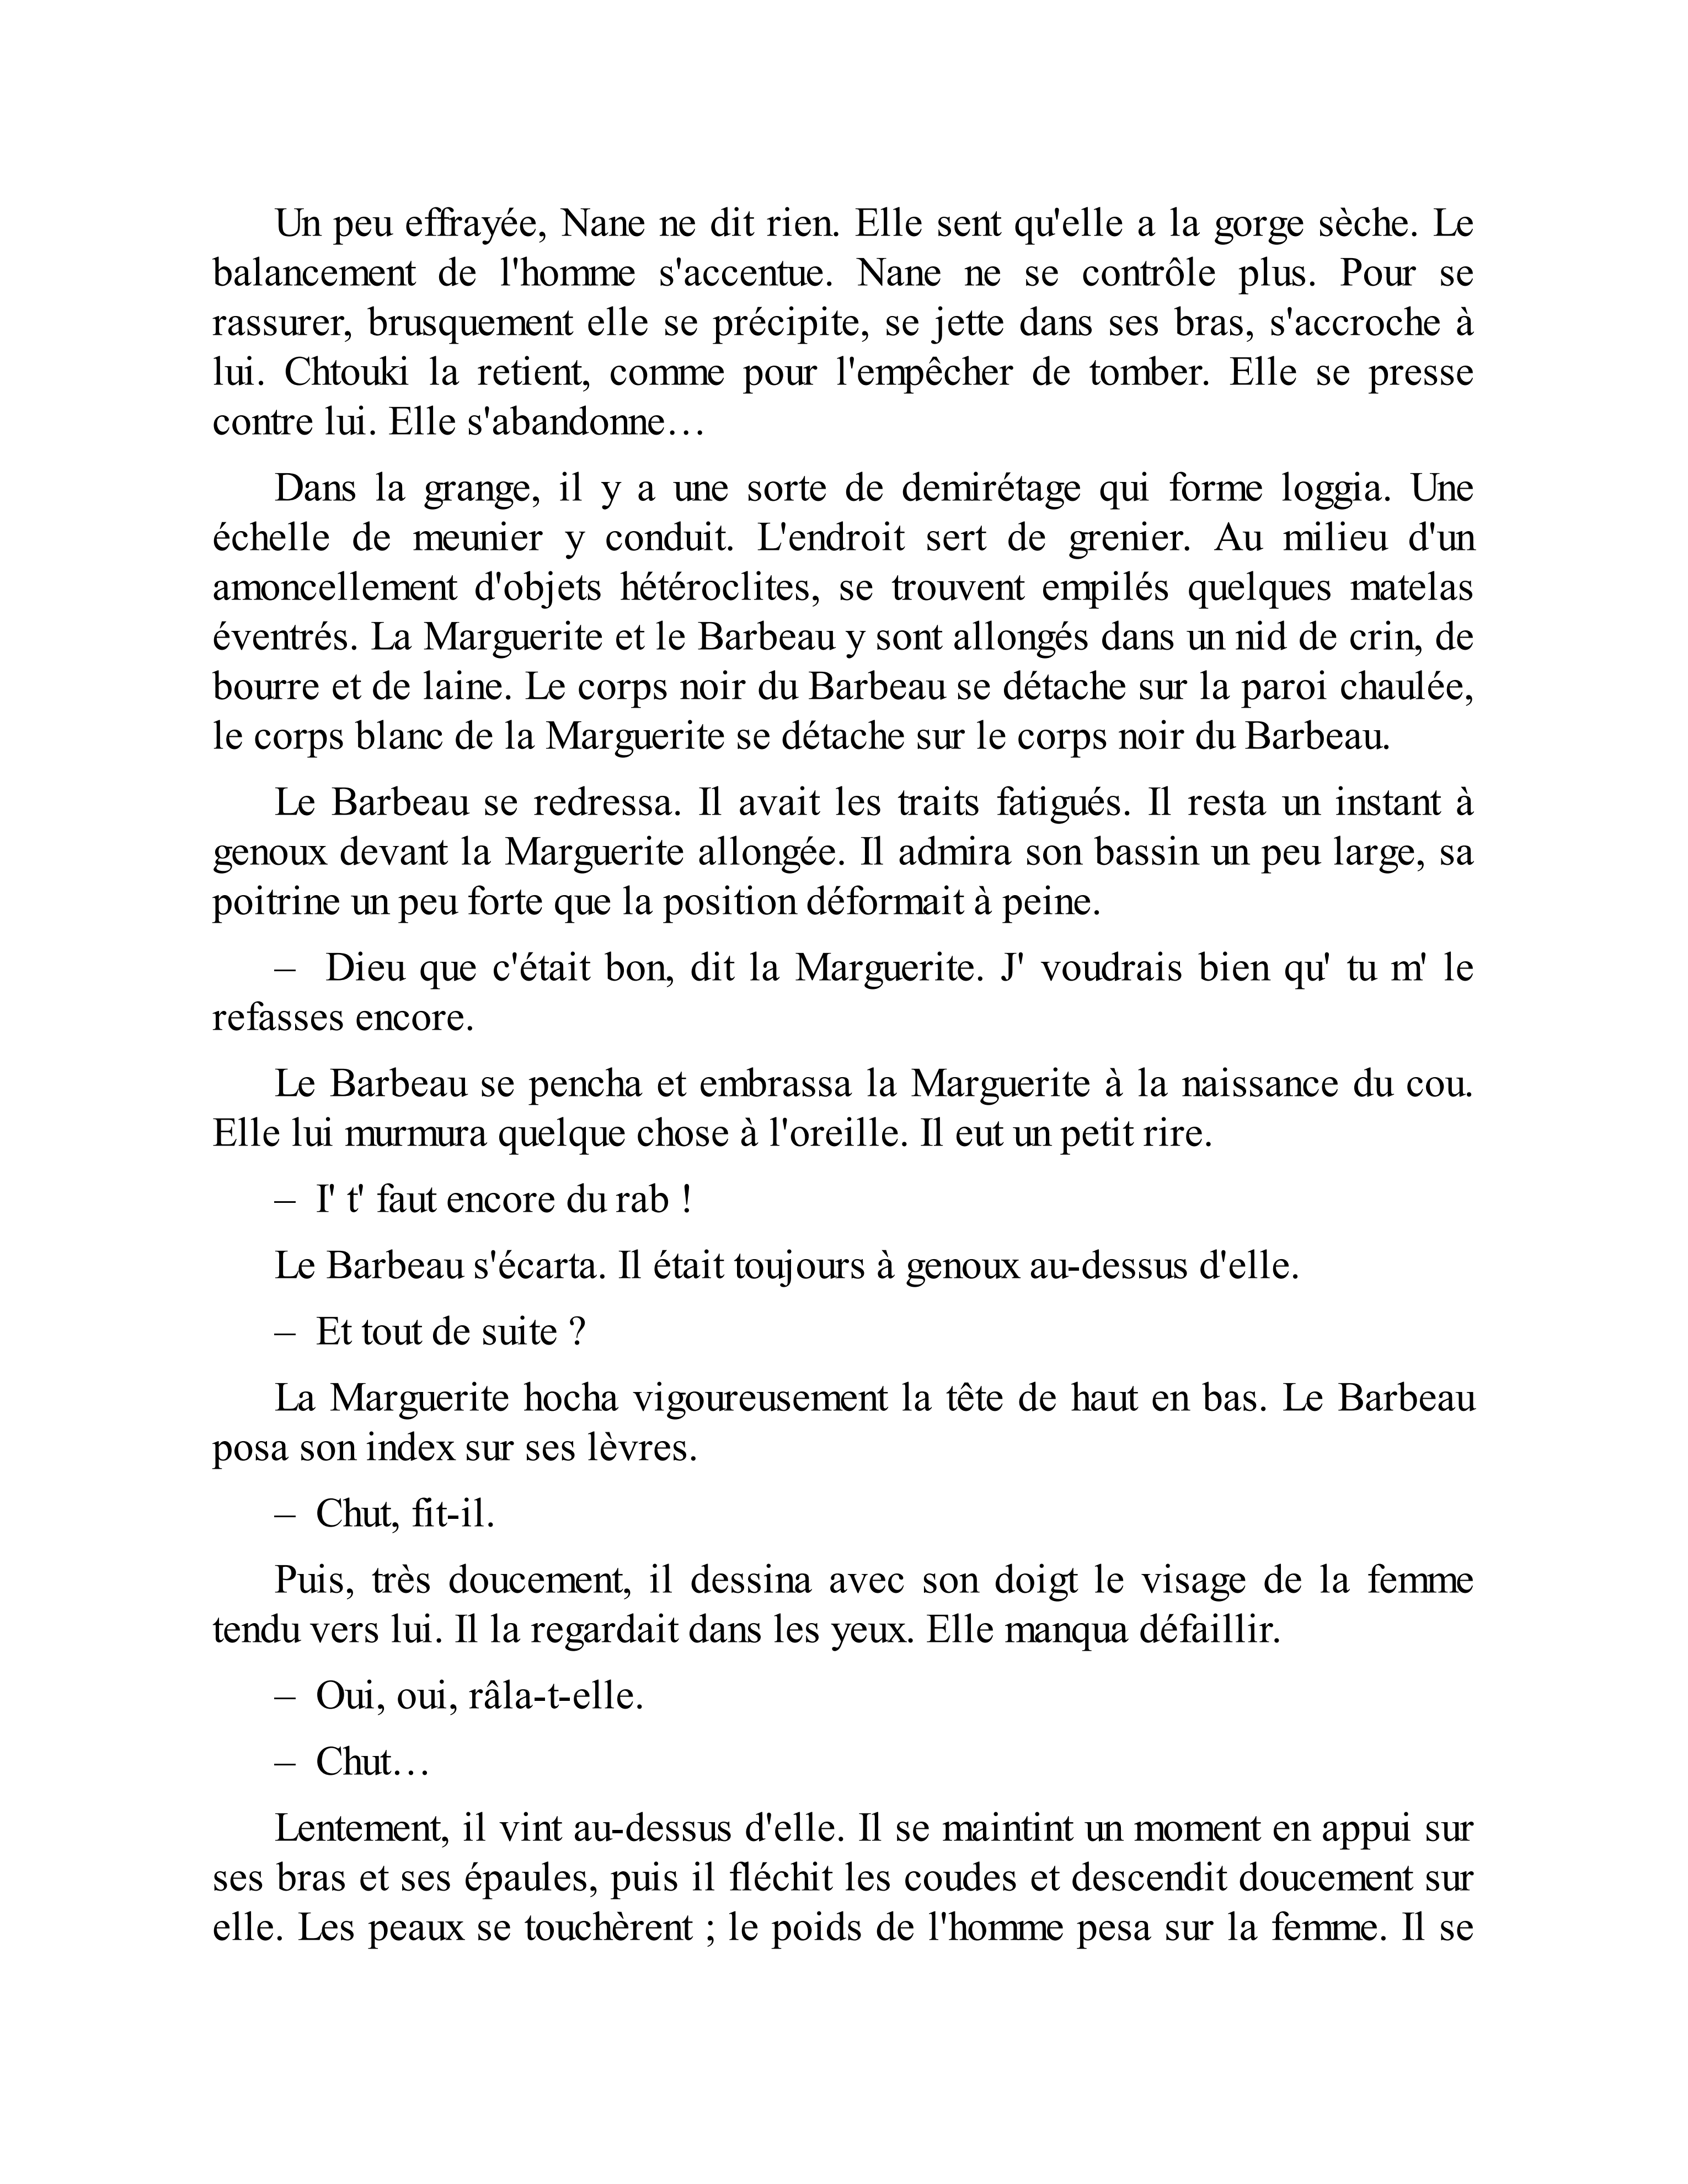 Un peu effrayée, Nane ne dit rien. Elle sent qu'elle a la gorge sèche. Le
balancement de l'homme s'accentue. Nane ne se contrôle plus. Pour se
rassurer, brusquement elle se précipite, se jette dans ses bras, s'accroche à
lui. Chtouki la retient, comme pour l'empêcher de tomber. Elle se presse
contre lui. Elle s'abandonne…
Dans la grange, il y a une sorte de demirétage qui forme loggia. Une
échelle de meunier y conduit. L'endroit sert de grenier. Au milieu d'un
amoncellement d'objets hétéroclites, se trouvent empilés quelques matelas
éventrés. La Marguerite et le Barbeau y sont allongés dans un nid de crin, de
bourre et de laine. Le corps noir du Barbeau se détache sur la paroi chaulée,
le corps blanc de la Marguerite se détache sur le corps noir du Barbeau.
Le Barbeau se redressa. Il avait les traits fatigués. Il resta un instant à
genoux devant la Marguerite allongée. Il admira son bassin un peu large, sa
poitrine un peu forte que la position déformait à peine.
– Dieu que c'était bon, dit la Marguerite. J' voudrais bien qu' tu m' le
refasses encore.
Le Barbeau se pencha et embrassa la Marguerite à la naissance du cou.
Elle lui murmura quelque chose à l'oreille. Il eut un petit rire.
– I' t' faut encore du rab !
Le Barbeau s'écarta. Il était toujours à genoux au-dessus d'elle.
– Et tout de suite ?
La Marguerite hocha vigoureusement la tête de haut en bas. Le Barbeau
posa son index sur ses lèvres.
– Chut, fit-il.
Puis, très doucement, il dessina avec son doigt le visage de la femme
tendu vers lui. Il la regardait dans les yeux. Elle manqua défaillir.
– Oui, oui, râla-t-elle.
– Chut…
Lentement, il vint au-dessus d'elle. Il se maintint un moment en appui sur
ses bras et ses épaules, puis il fléchit les coudes et descendit doucement sur
elle. Les peaux se touchèrent ; le poids de l'homme pesa sur la femme. Il se